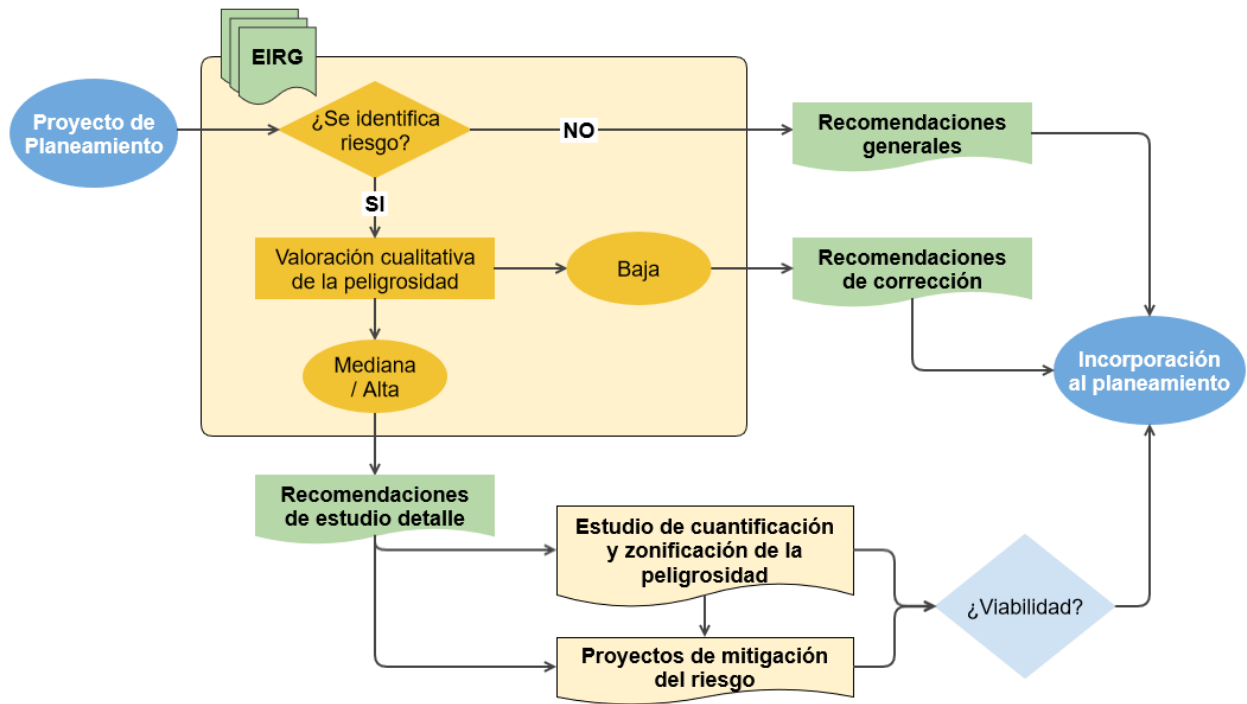 EIRG
Proyecto de
Planeamiento
¿Se identifica
riesgo?
NO
Recomendaciones
generales
SI
Valoración cualitativa
de la peligrosidad
Baja
Recomendaciones
de corrección
Mediana
/ Alta
Incorporación
al planeamiento
Recomendaciones
de estudio detalle
Estudio de cuantificación
y zonificación de la
peligrosidad
¿Viabilidad?
Proyectos de mitigación
del riesgo